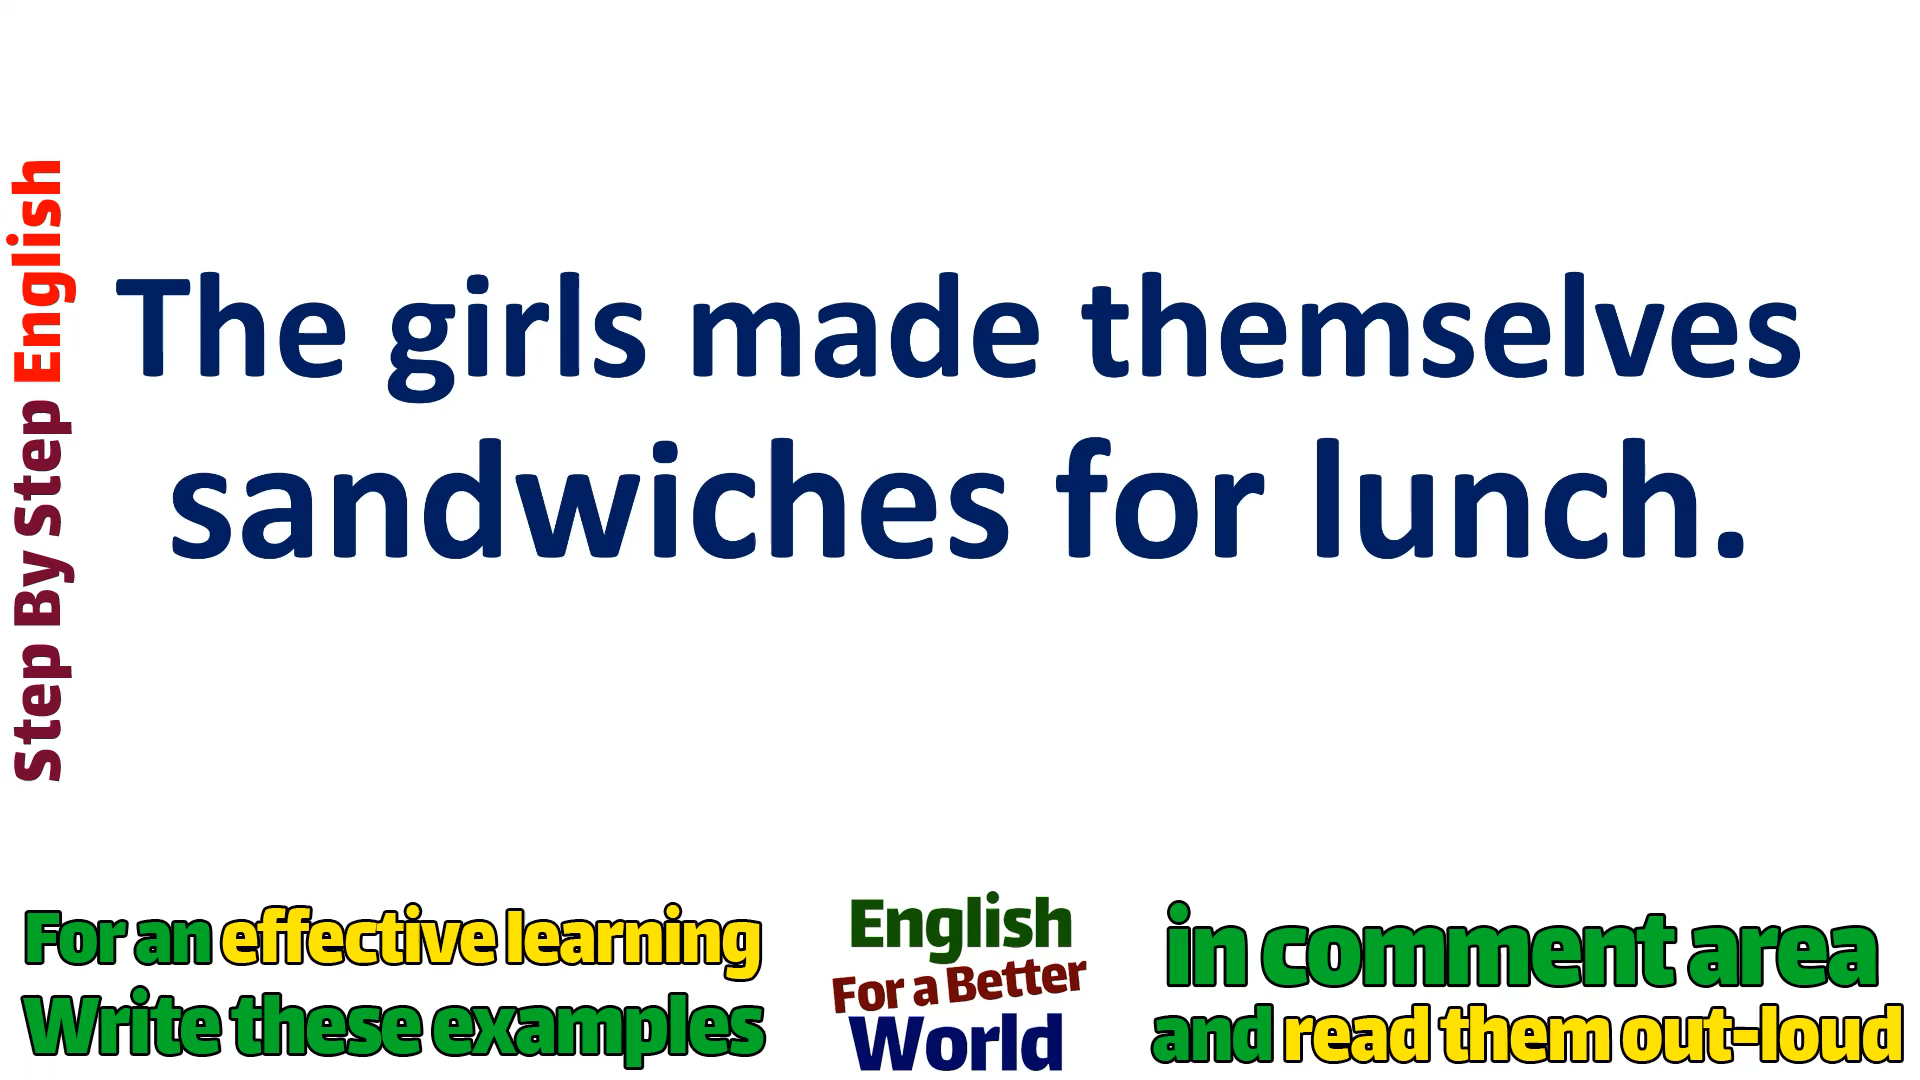 Step By Step English
The girls made themselves
sandwiches for lunch.
For an effective learning
Write these examples
English
For a Better
World
in comment area
and read them out-loud